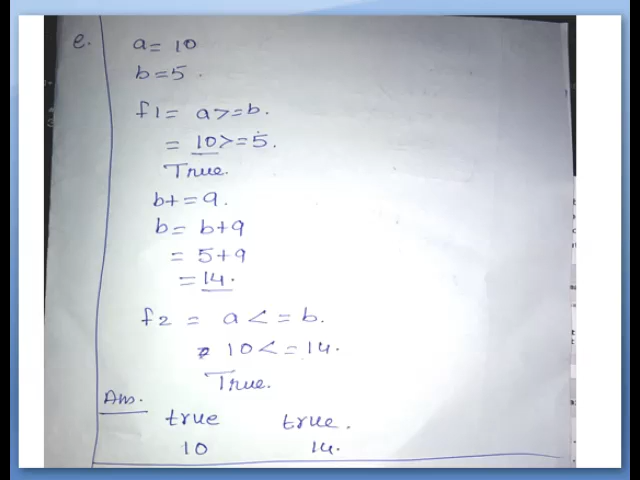 e. a = 10
b = 5.
f1 = a >= b.
= 10 >= 5.
True.
b+ = 9.
b = b+9
= 5+9
= 14.
f2 = a < = b.
= 10 < = 14.
True.
Ans.
true true.
10 14.